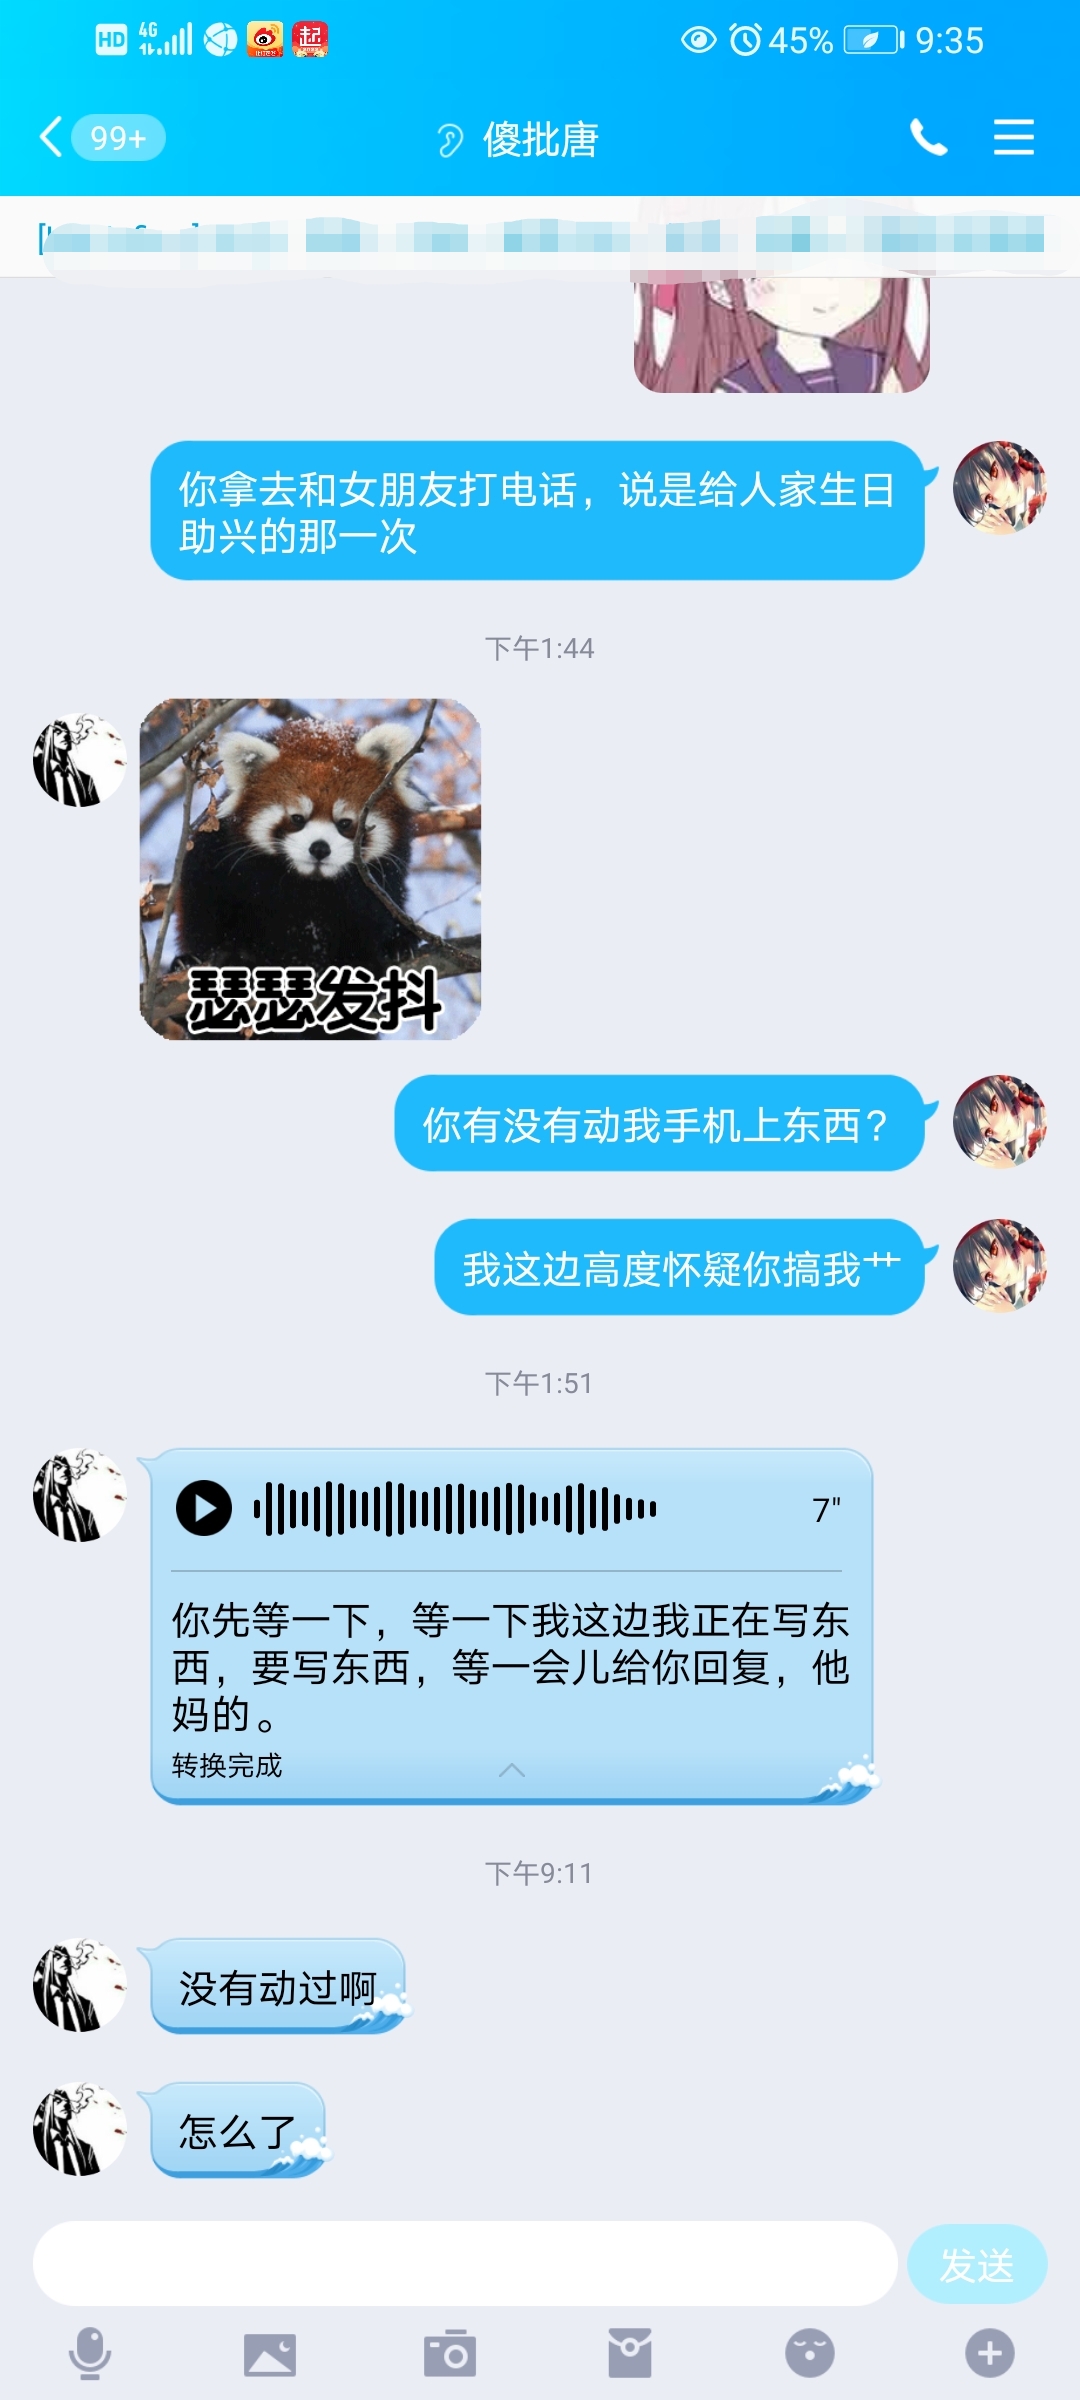 HD 4G 45% 9:35
起
99+
傻批唐
你拿去和女朋友打电话，说是给人家生日
助兴的那一次
下午1:44
瑟瑟发抖
你有没有动我手机上东西？
我这边高度怀疑你搞我艹
下午1:51
7"
你先等一下，等一下我这边我正在写东
西，要写东西，等一会儿给你回复，他
妈的。
转换完成
下午9:11
没有动过啊
怎么了
发送